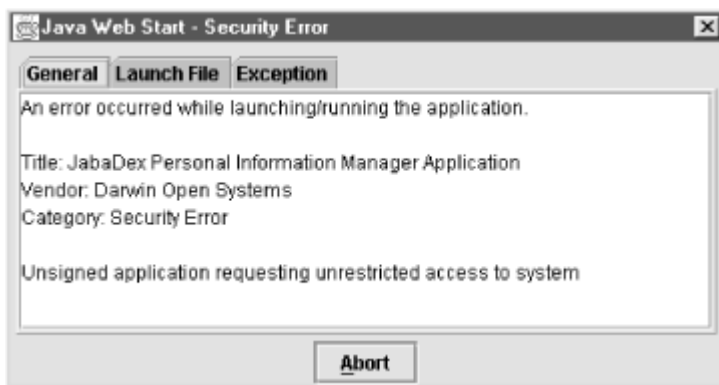 Java Web Start - Security Error
General Launch File Exception
An error occurred while launching/running the application.
Title: JabaDex Personal Information Manager Application
Vendor: Darwin Open Systems
Category: Security Error
Unsigned application requesting unrestricted access to system
Abort